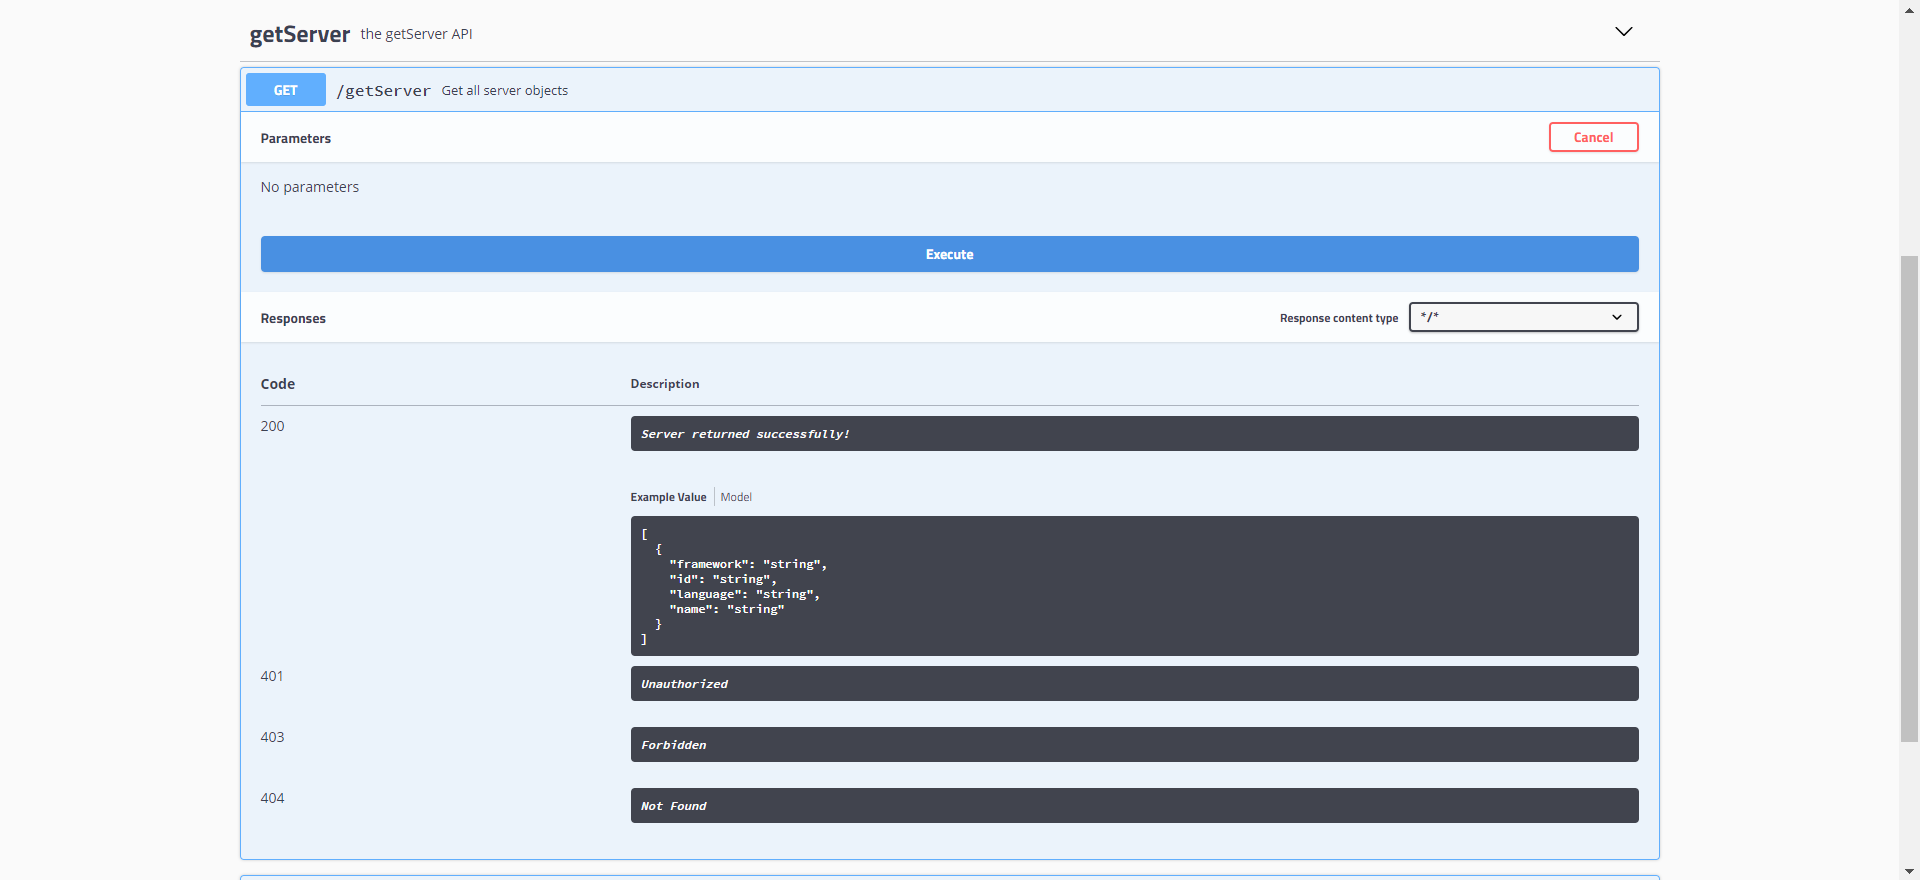 getServer the getServer API
GET /getServer Get all server objects
Parameters Cancel
No parameters
Execute
Responses Response content type */*
Code Description
200 Server returned successfully!
Example Value Model
[
{
"framework": "string",
"id": "string",
"language": "string",
"name": "string"
}
]
401 Unauthorized
403 Forbidden
404 Not Found